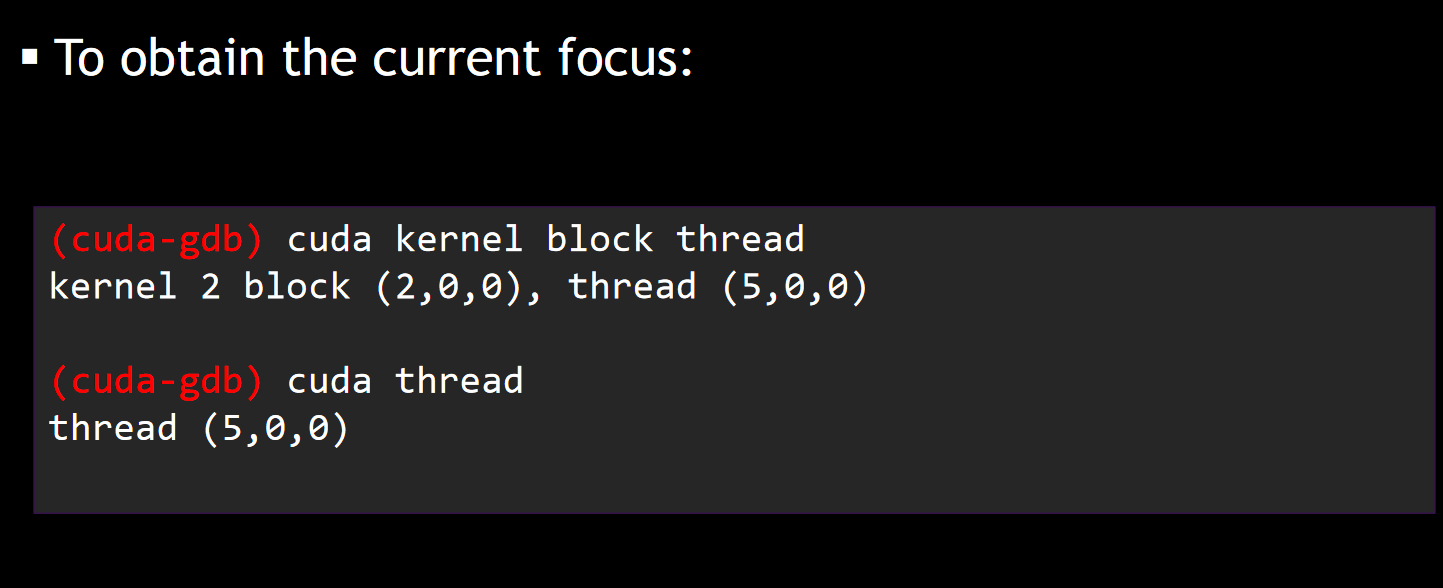 ▪ To obtain the current focus:
(cuda-gdb) cuda kernel block thread
kernel 2 block (2,0,0), thread (5,0,0)
(cuda-gdb) cuda thread
thread (5,0,0)